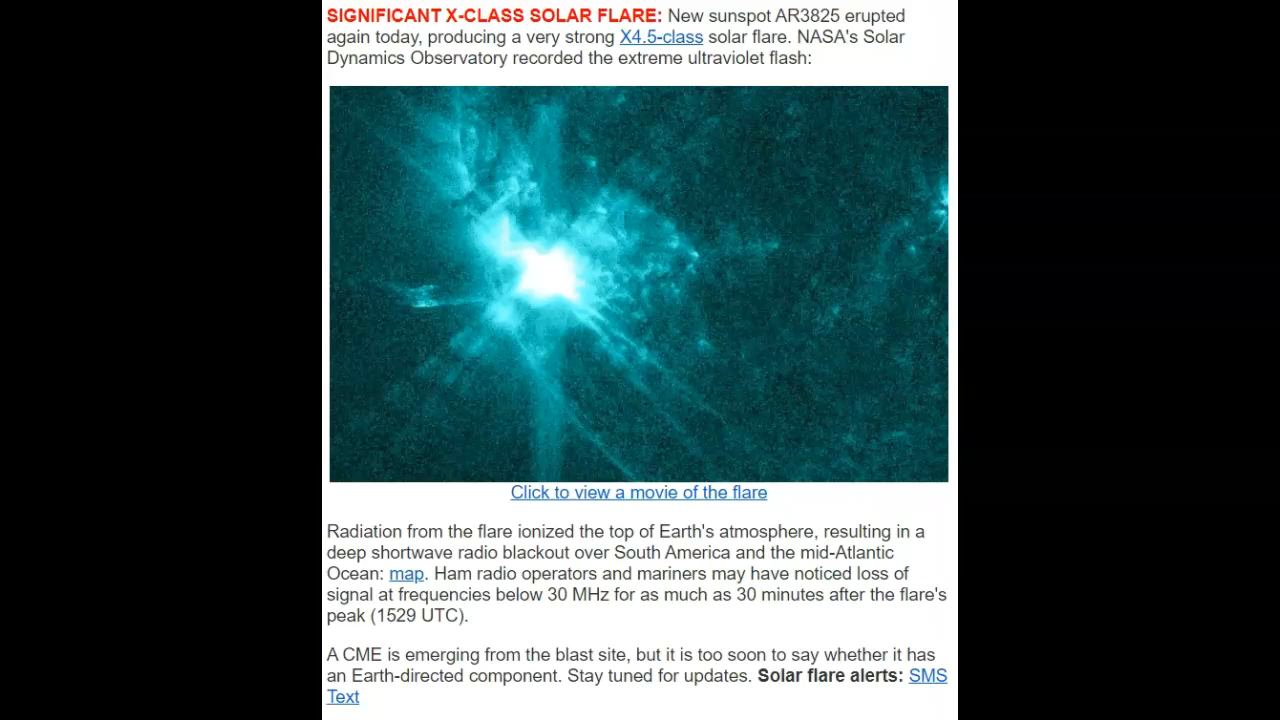 SIGNIFICANT X-CLASS SOLAR FLARE: New sunspot AR3825 erupted
again today, producing a very strong X4.5-class solar flare. NASA's Solar
Dynamics Observatory recorded the extreme ultraviolet flash:
Click to view a movie of the flare
Radiation from the flare ionized the top of Earth's atmosphere, resulting in a
deep shortwave radio blackout over South America and the mid-Atlantic
Ocean: map. Ham radio operators and mariners may have noticed loss of
signal at frequencies below 30 MHz for as much as 30 minutes after the flare's
peak (1529 UTC).
A CME is emerging from the blast site, but it is too soon to say whether it has
an Earth-directed component. Stay tuned for updates. Solar flare alerts: SMS
Text